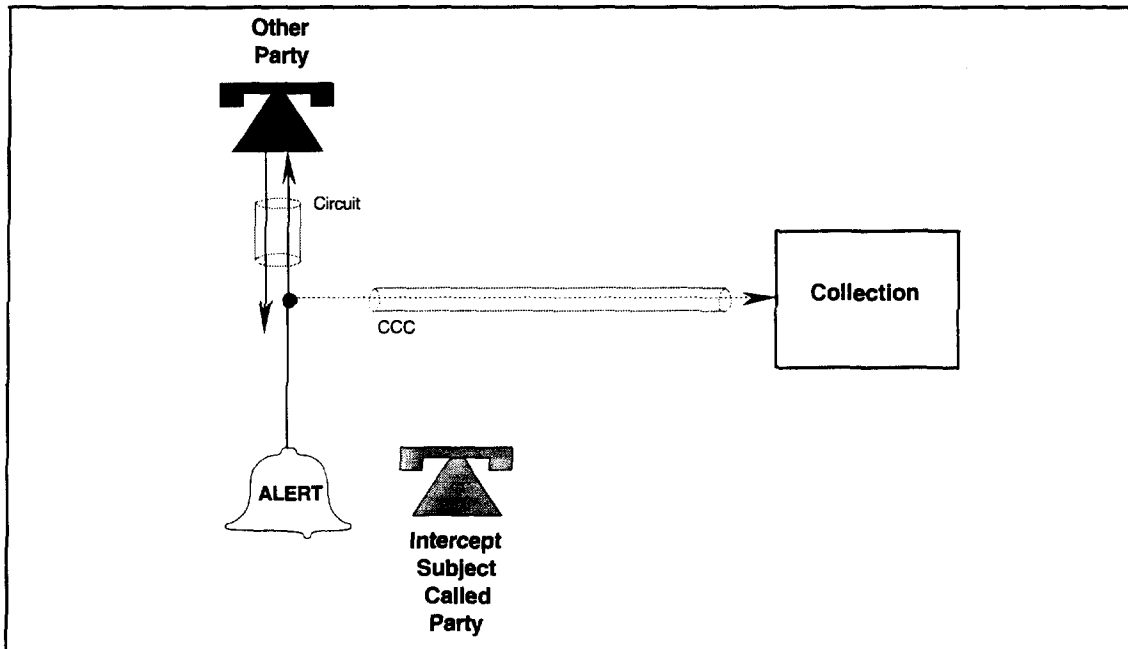 Other
Party
Circuit
CCC
Collection
ALERT
Intercept
Subject
Called
Party